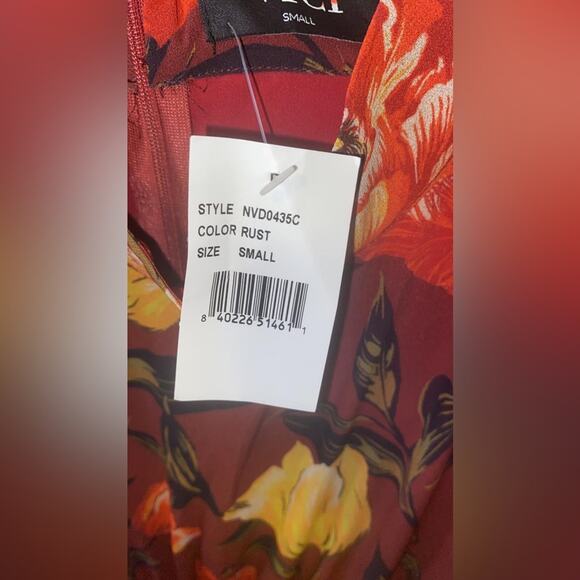 SMALL
STYLE NVD0435C
COLOR RUST
SIZE SMALL
8 40226 51461 1